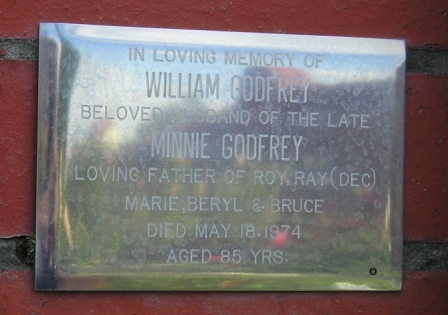 IN LOVING MEMORY OF
WILLIAM GODFREY
BELOVED HUSBAND OF THE LATE
MINNIE GODFREY
LOVING FATHER OF ROY, RAY (DEC)
MARIE, BERYL & BRUCE
DIED MAY 18. 1974
AGED 85 YRS.